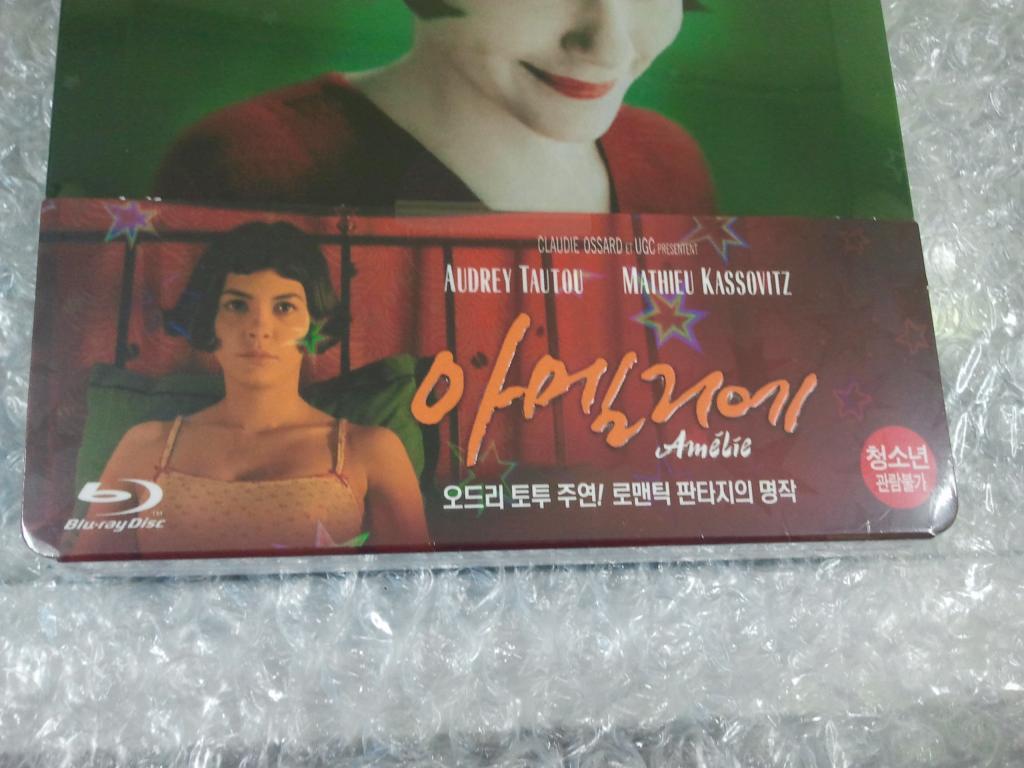 CLAUDIE OSSARD ET UGC PRESENTENT
AUDREY TAUTOU MATHIEU KASSOVITZ
아멜리에
Amélie
오드리 토투 주연! 로맨틱 판타지의 명작
청소년
관람불가
Blu-ray Disc
TM